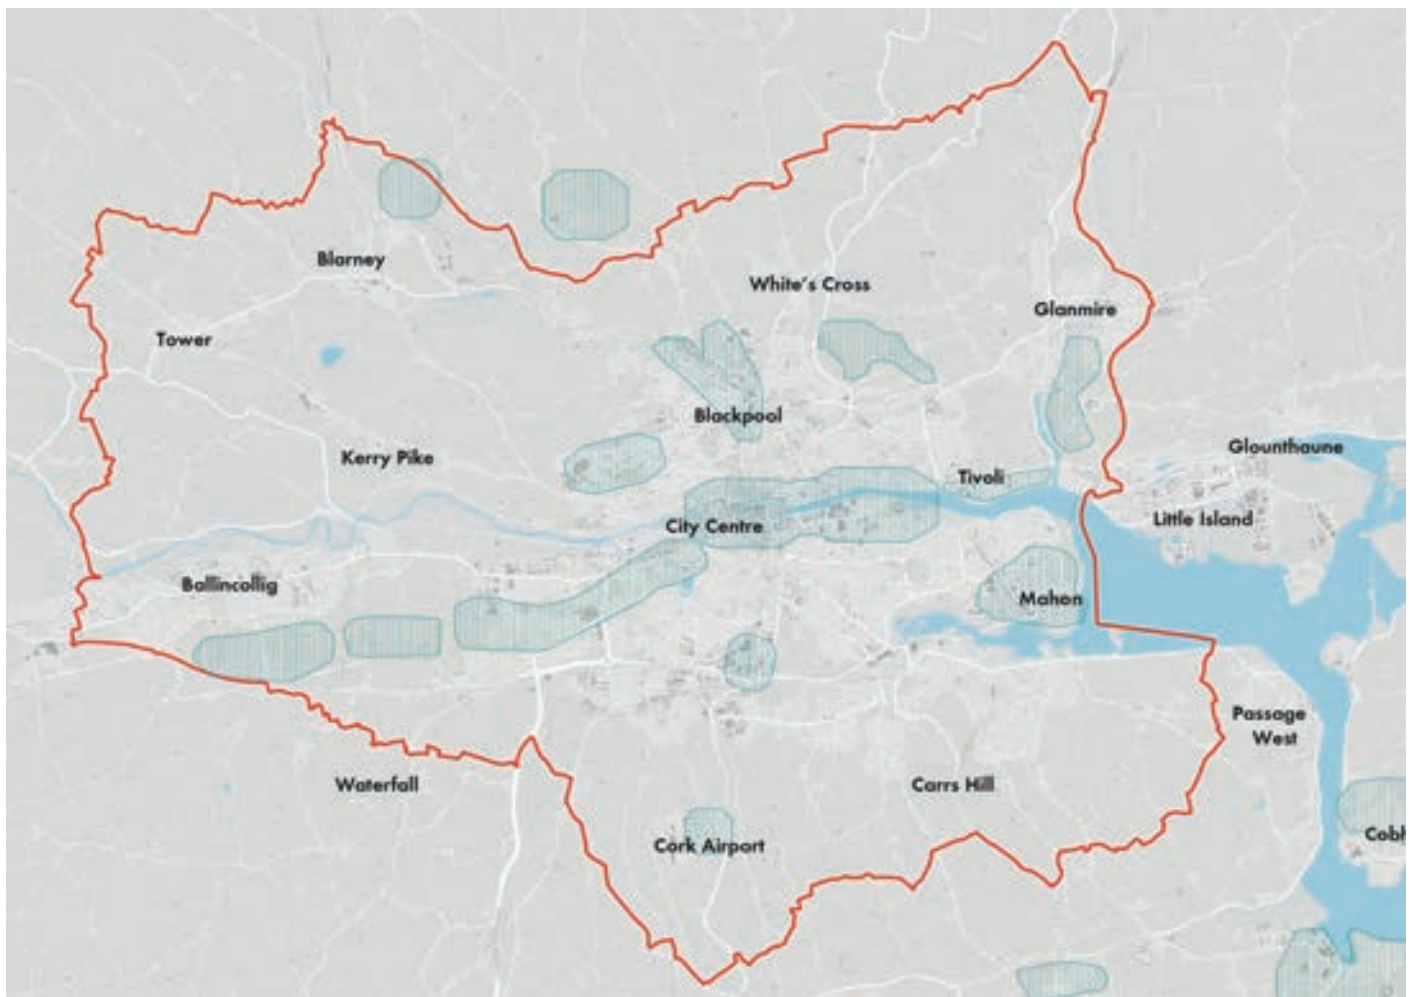 Blarney
White's Cross
Glanmire
Tower
Blackpool
Kerry Pike
Glounthaune
Tivoli
Little Island
City Centre
Ballincollig
Mahon
Passage
West
Waterfall
Carrs Hill
Cork Airport
Cobh